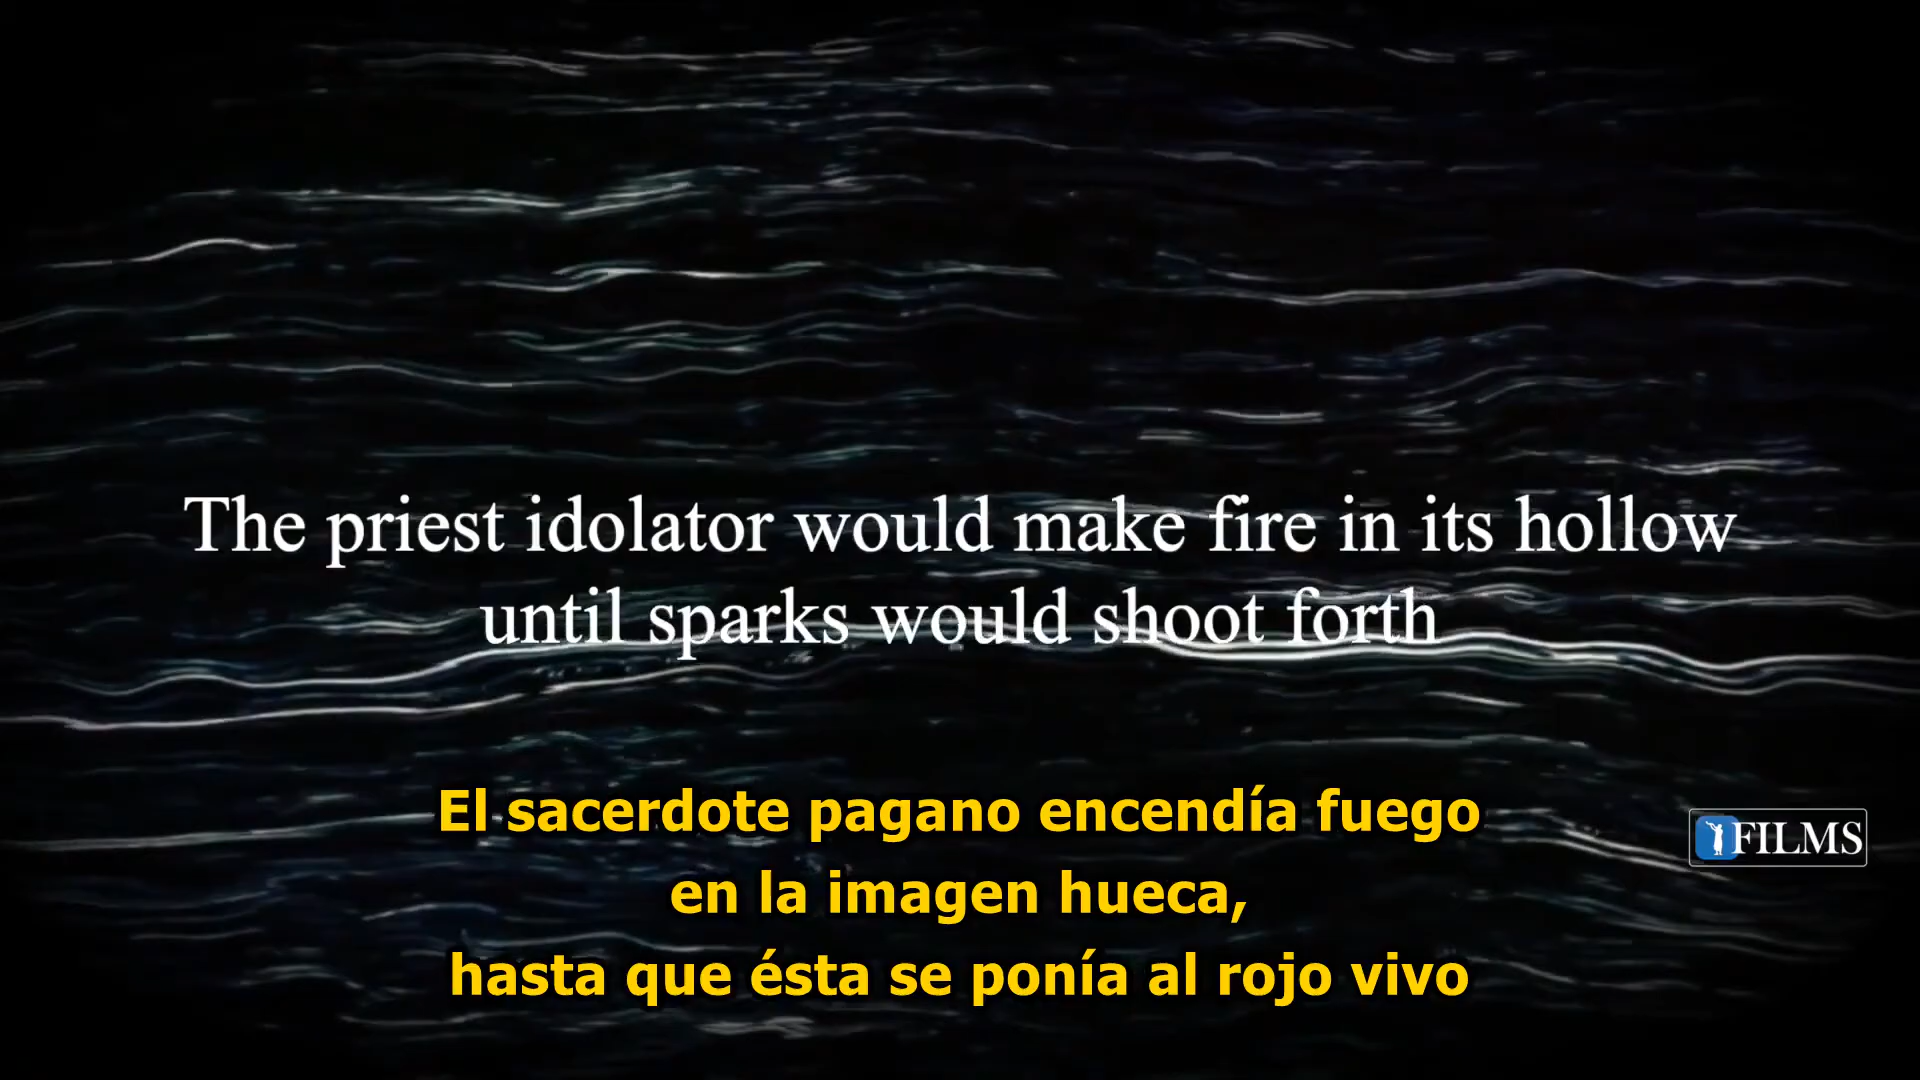 The priest idolator would make fire in its hollow
until sparks would shoot forth
El sacerdote pagano encendía fuego
en la imagen hueca,
hasta que ésta se ponía al rojo vivo
FILMS